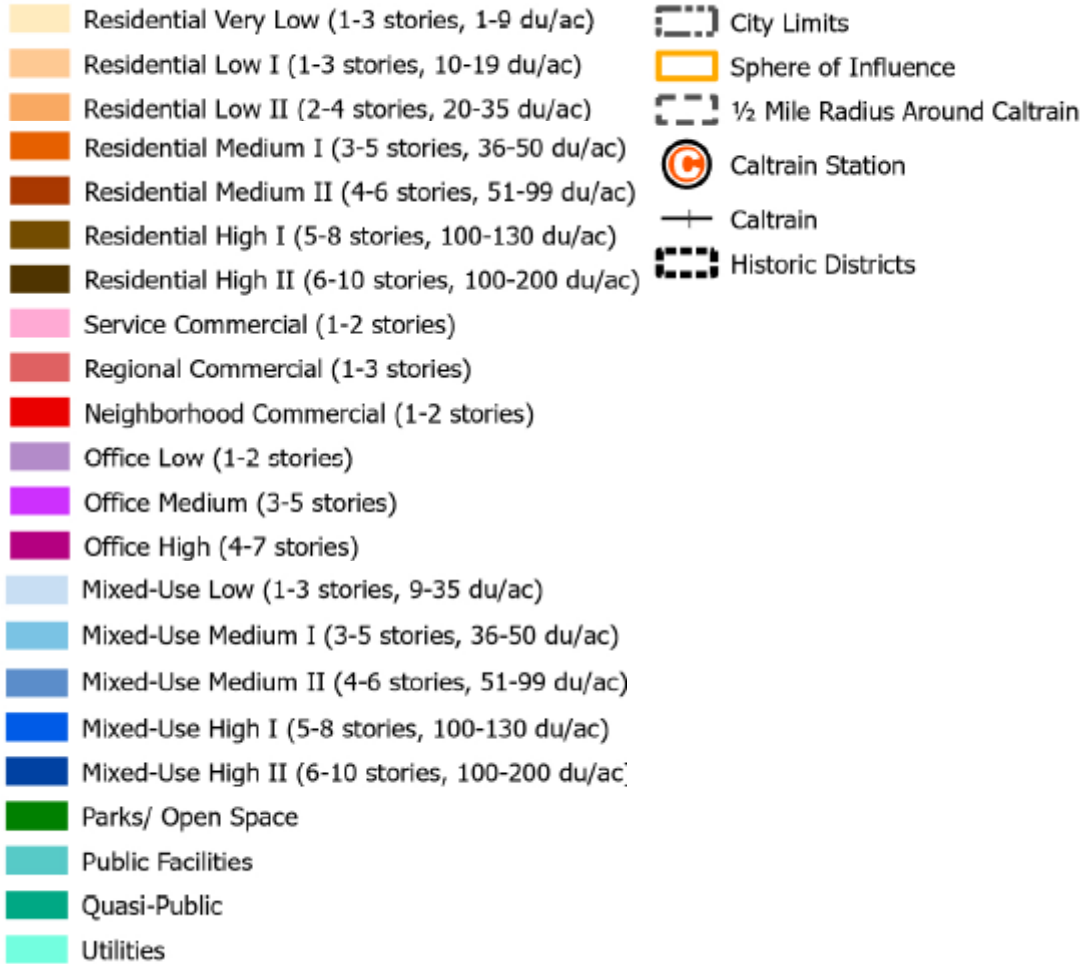 Residential Very Low (1-3 stories, 1-9 du/ac)
Residential Low I (1-3 stories, 10-19 du/ac)
Residential Low II (2-4 stories, 20-35 du/ac)
Residential Medium I (3-5 stories, 36-50 du/ac)
Residential Medium II (4-6 stories, 51-99 du/ac)
Residential High I (5-8 stories, 100-130 du/ac)
Residential High II (6-10 stories, 100-200 du/ac)
Service Commercial (1-2 stories)
Regional Commercial (1-3 stories)
Neighborhood Commercial (1-2 stories)
Office Low (1-2 stories)
Office Medium (3-5 stories)
Office High (4-7 stories)
Mixed-Use Low (1-3 stories, 9-35 du/ac)
Mixed-Use Medium I (3-5 stories, 36-50 du/ac)
Mixed-Use Medium II (4-6 stories, 51-99 du/ac)
Mixed-Use High I (5-8 stories, 100-130 du/ac)
Mixed-Use High II (6-10 stories, 100-200 du/ac)
Parks/ Open Space
Public Facilities
Quasi-Public
Utilities
City Limits
Sphere of Influence
½ Mile Radius Around Caltrain
C Caltrain Station
Caltrain
Historic Districts